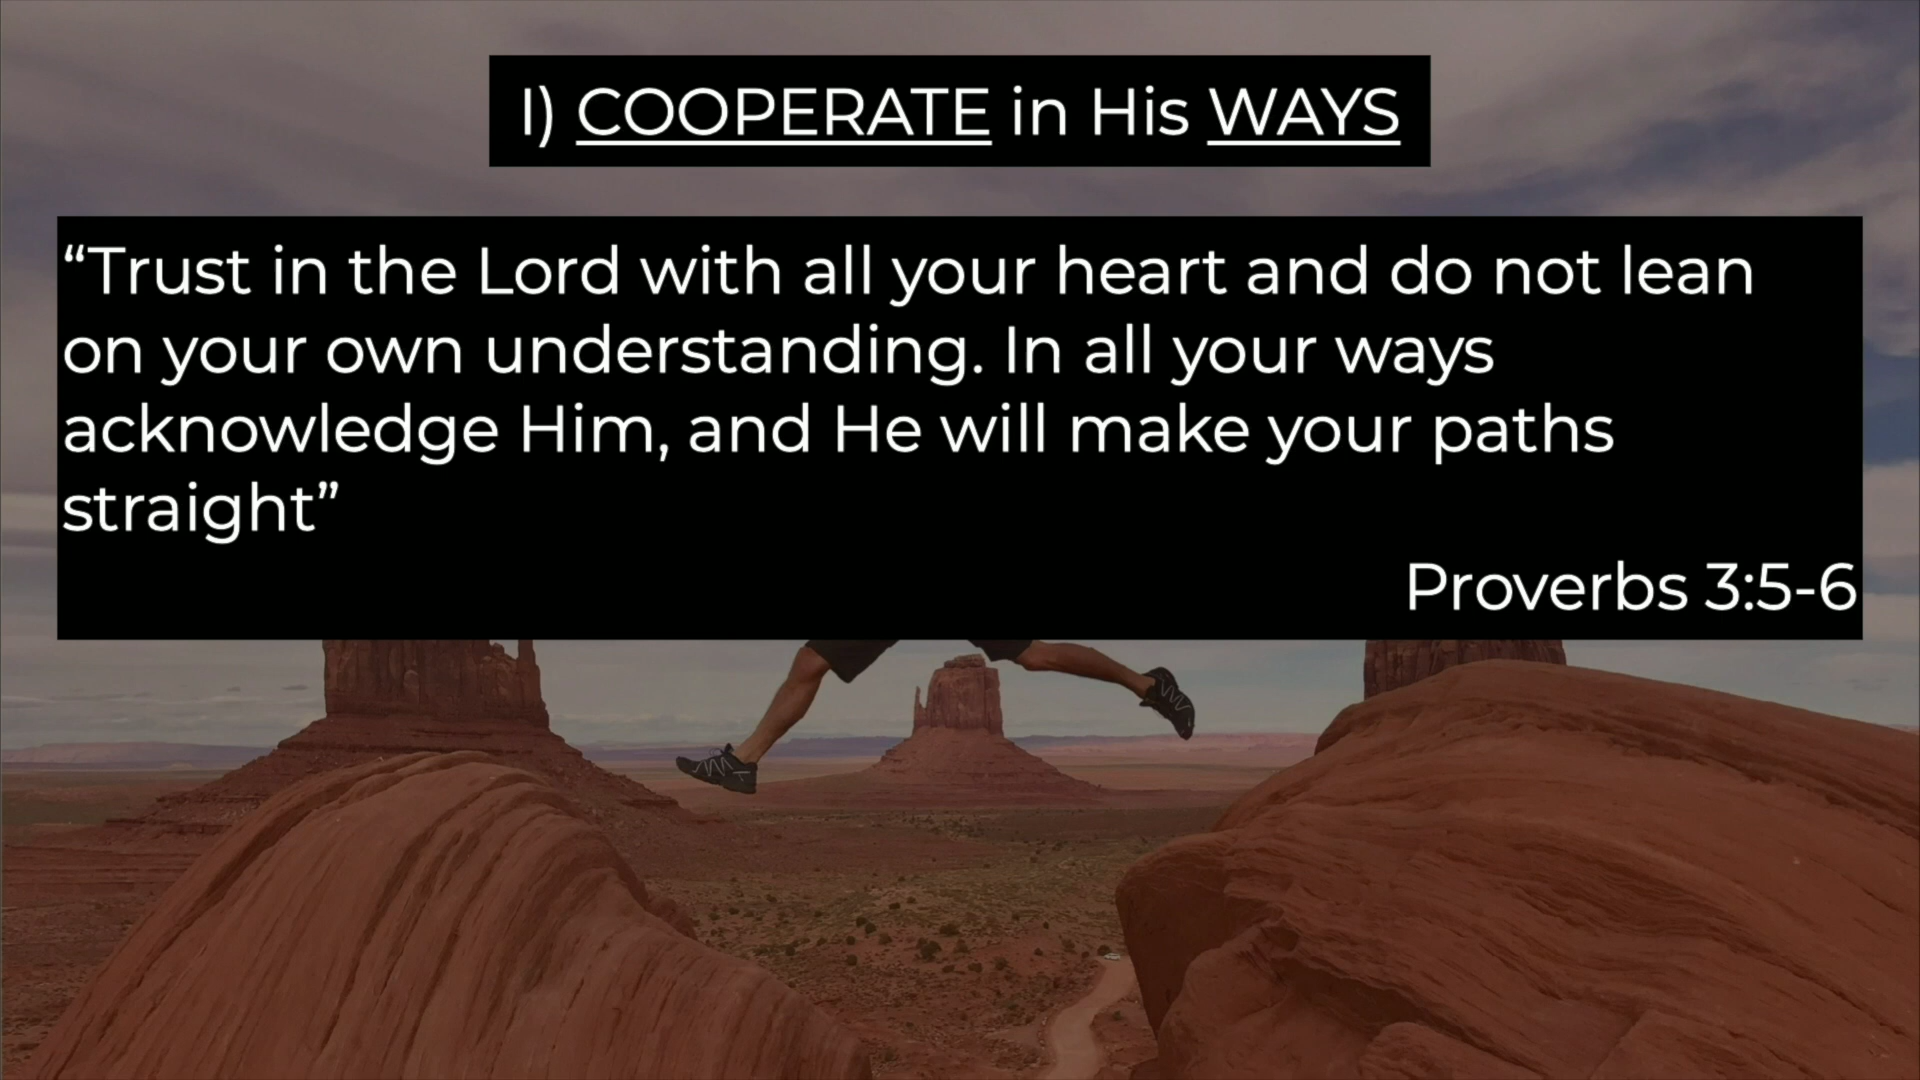 I) COOPERATE in His WAYS
“Trust in the Lord with all your heart and do not lean
on your own understanding. In all your ways
acknowledge Him, and He will make your paths
straight”
Proverbs 3:5-6